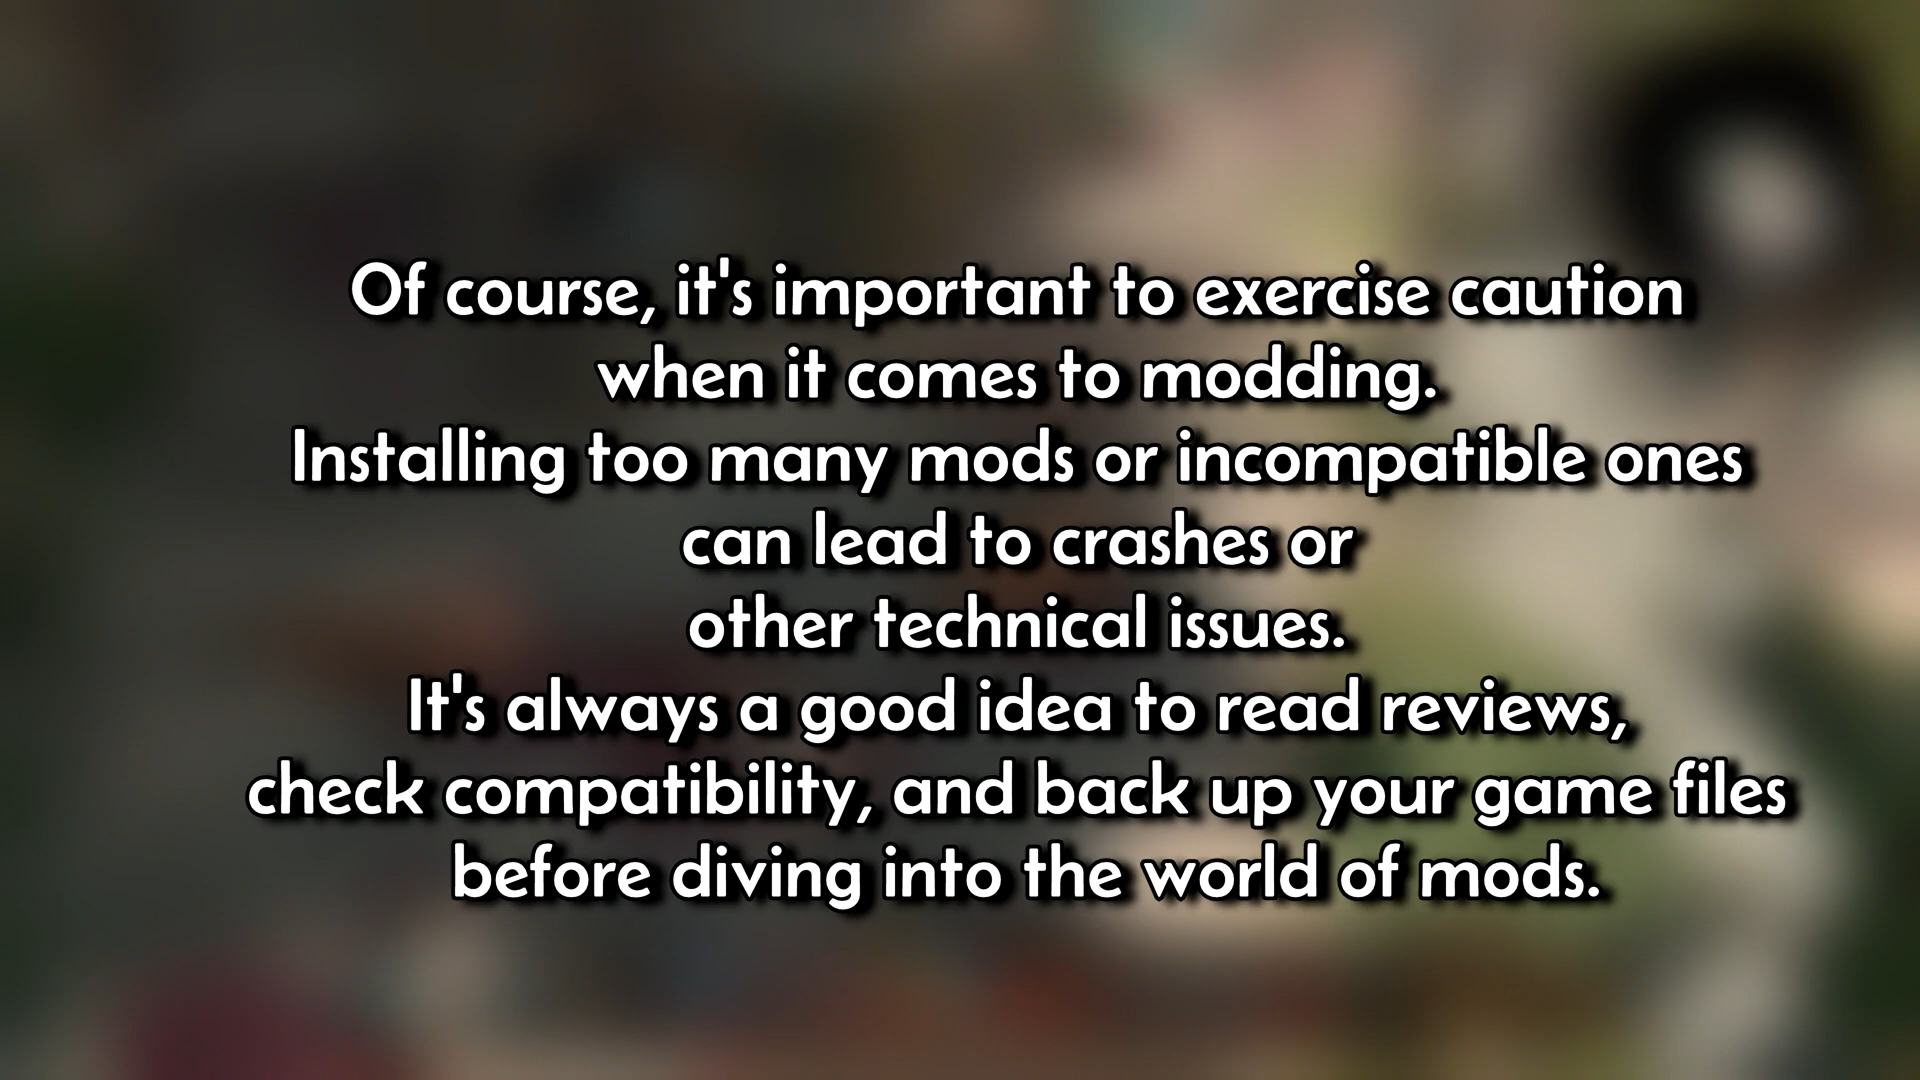 Of course, it's important to exercise caution
when it comes to modding.
Installing too many mods or incompatible ones
can lead to crashes or
other technical issues.
It's always a good idea to read reviews,
check compatibility, and back up your game files
before diving into the world of mods.